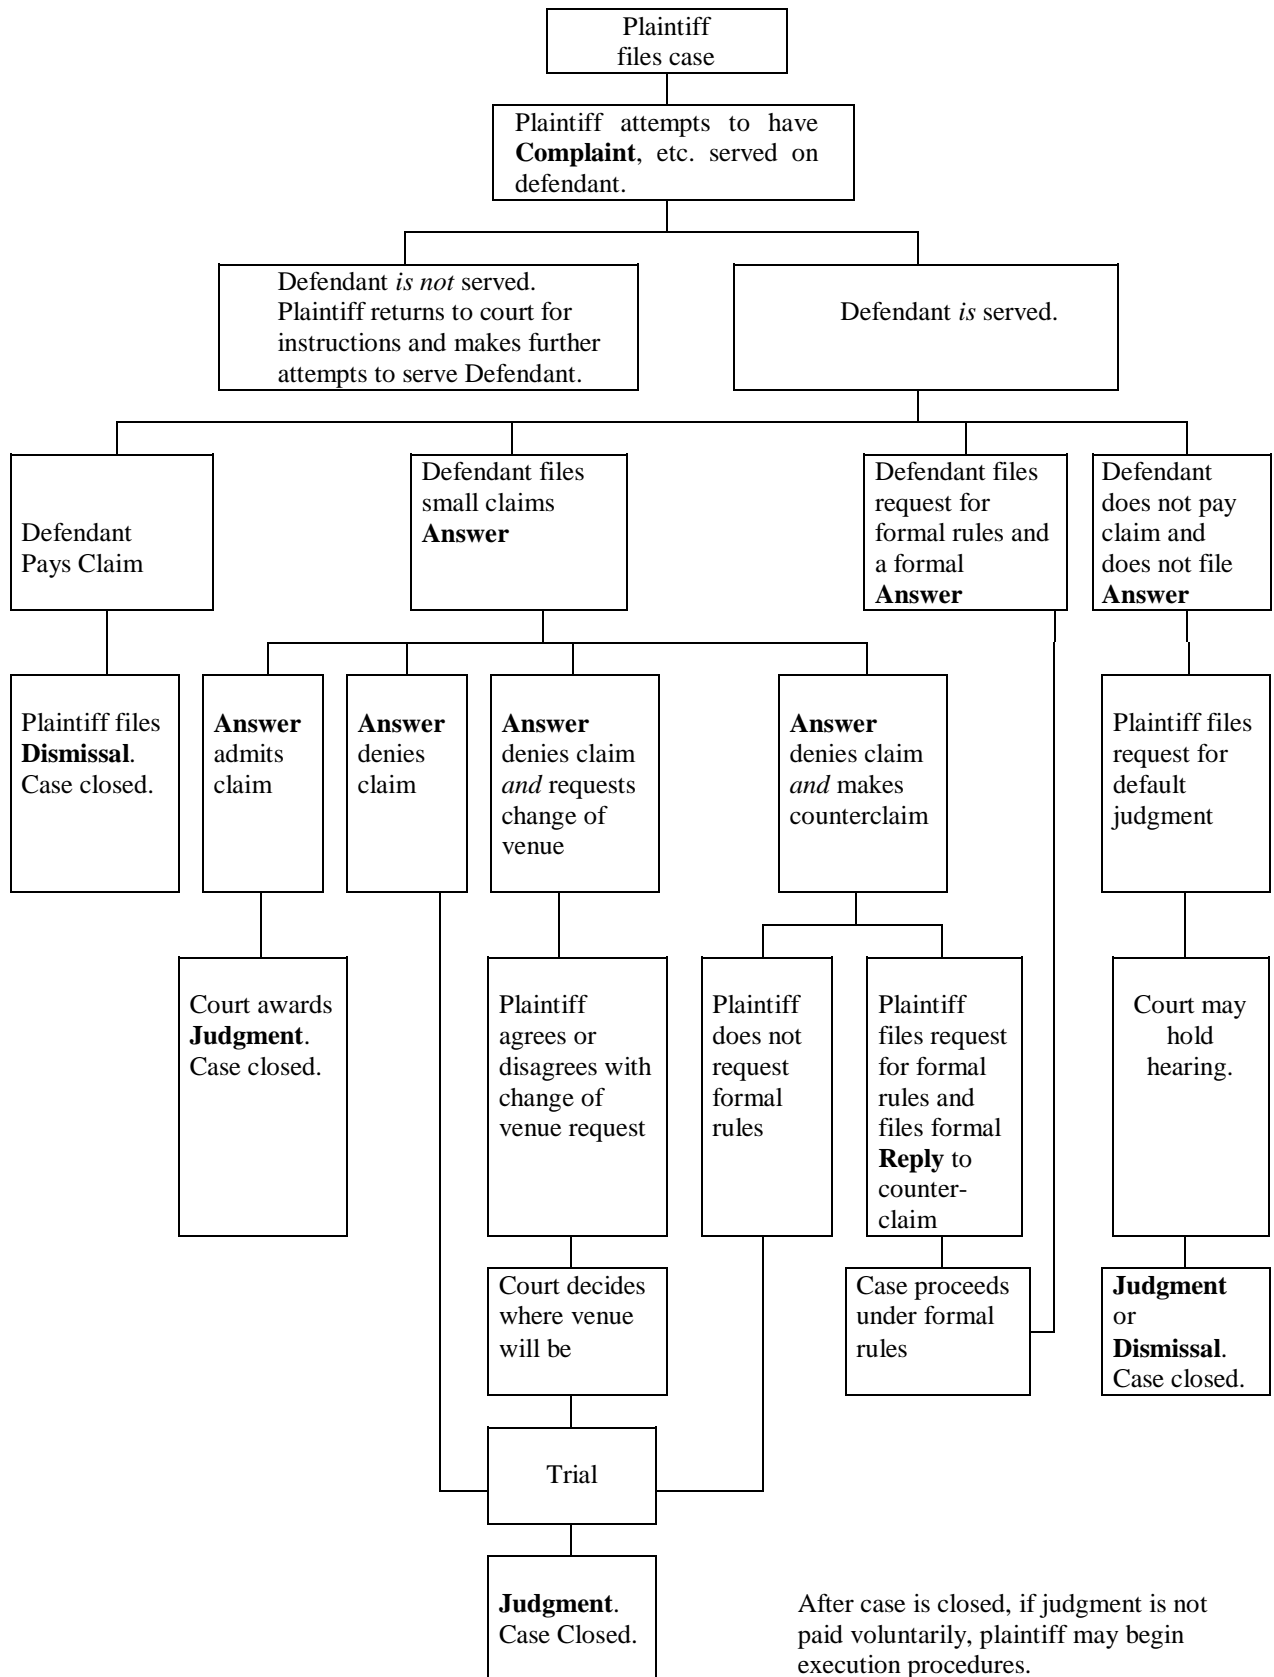 Plaintiff
files case
Plaintiff attempts to have
Complaint, etc. served on
defendant.
Defendant is not served.
Plaintiff returns to court for
instructions and makes further
attempts to serve Defendant.
Defendant is served.
Defendant
Pays Claim
Defendant files
small claims
Answer
Defendant files
request for
formal rules and
a formal
Answer
Defendant
does not pay
claim and
does not file
Answer
Plaintiff files
Dismissal.
Case closed.
Answer
admits
claim
Answer
denies
claim
Answer
denies claim
and requests
change of
venue
Answer
denies claim
and makes
counterclaim
Plaintiff files
request for
default
judgment
Court awards
Judgment.
Case closed.
Plaintiff
agrees or
disagrees with
change of
venue request
Plaintiff
does not
request
formal
rules
Plaintiff
files request
for formal
rules and
files formal
Reply to
counter-
claim
Court may
hold
hearing.
Court decides
where venue
will be
Case proceeds
under formal
rules
Judgment
or
Dismissal.
Case closed.
Trial
Judgment.
Case Closed.
After case is closed, if judgment is not
paid voluntarily, plaintiff may begin
execution procedures.